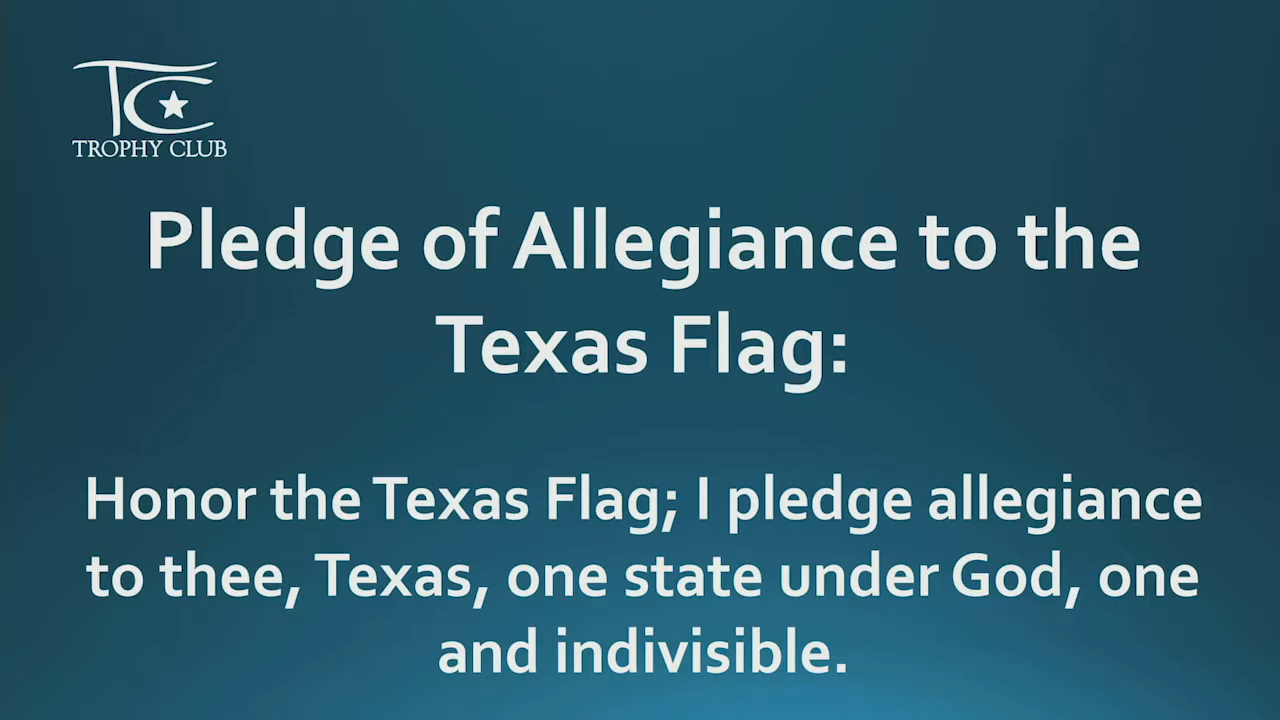 TC
TROPHY CLUB
Pledge of Allegiance to the
Texas Flag:
Honor the Texas Flag; I pledge allegiance
to thee, Texas, one state under God, one
and indivisible.